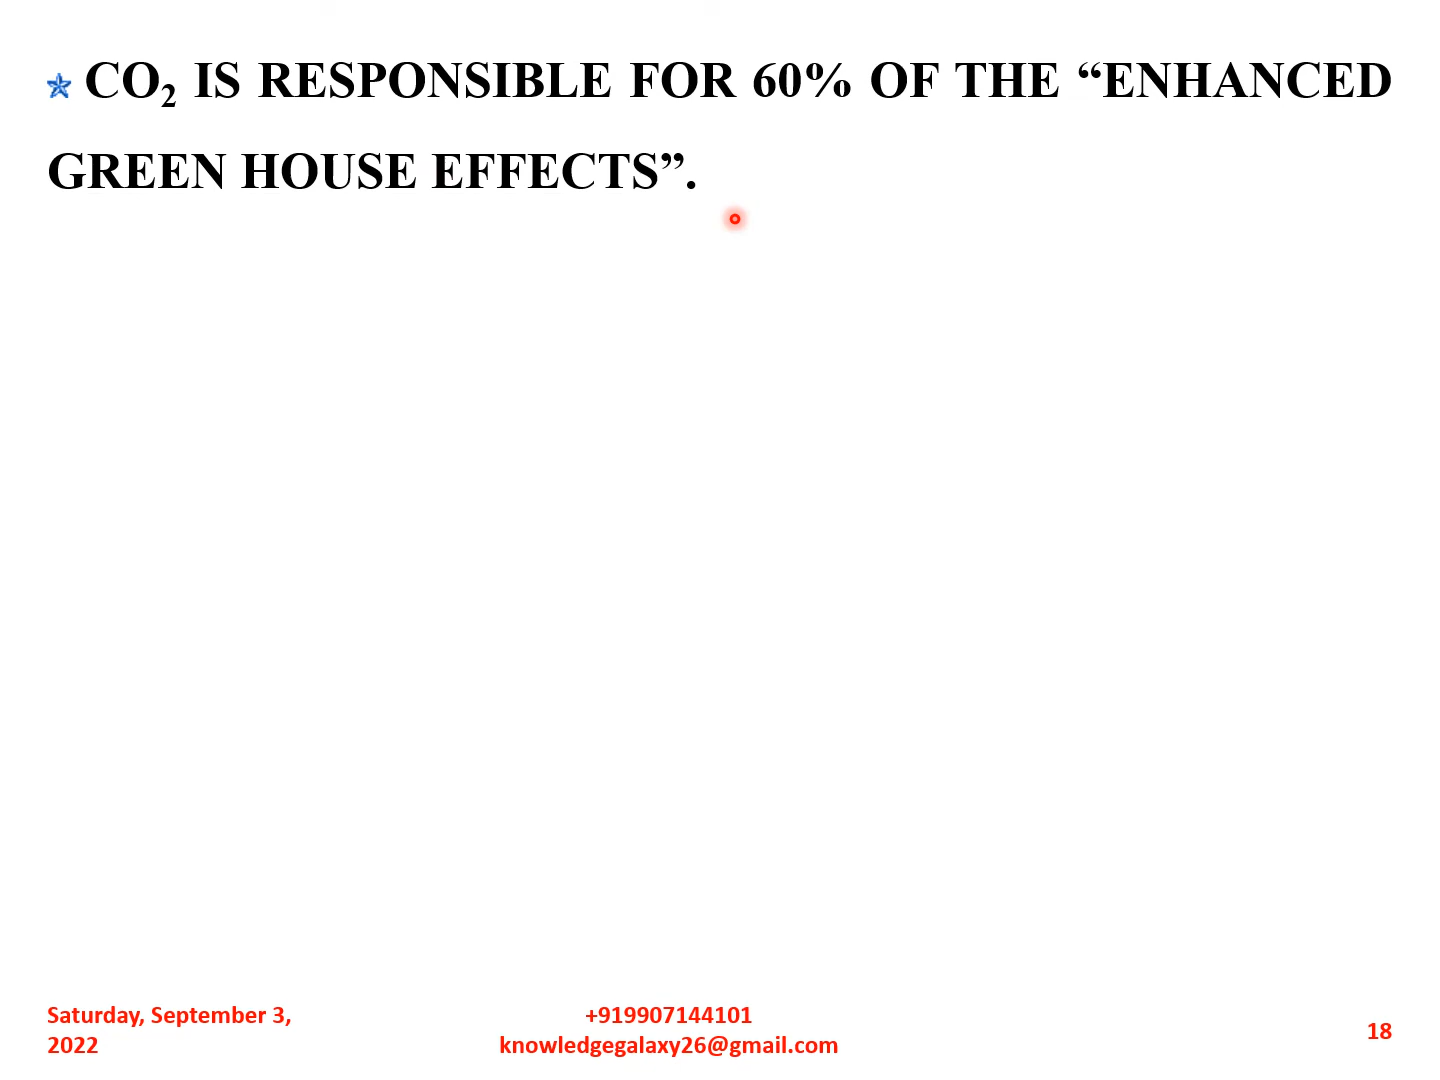 CO₂ IS RESPONSIBLE FOR 60% OF THE “ENHANCED
GREEN HOUSE EFFECTS”.
Saturday, September 3,
2022
+919907144101
knowledgegalaxy26@gmail.com
18